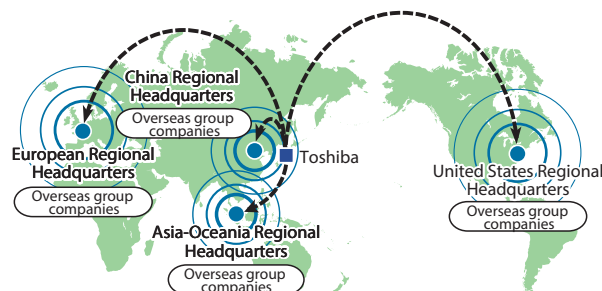 China Regional
Headquarters
Overseas group
companies
European Regional
Headquarters
Overseas group
companies
Toshiba
United States Regional
Headquarters
Overseas group
companies
Asia-Oceania Regional
Headquarters
Overseas group
companies